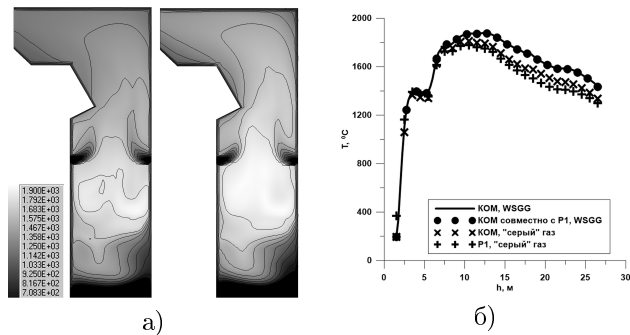 1.900E+03
1.792E+03
1.683E+03
1.575E+03
1.467E+03
1.358E+03
1.250E+03
1.142E+03
1.033E+03
9.250E+02
8.167E+02
7.083E+02
а)
2000
1600
1200
800
400
0
T, ºC
0 5 10 15 20 25 30
h, м
КОМ, WSGG
КОМ совместно с P1, WSGG
КОМ, "серый" газ
P1, "серый" газ
б)